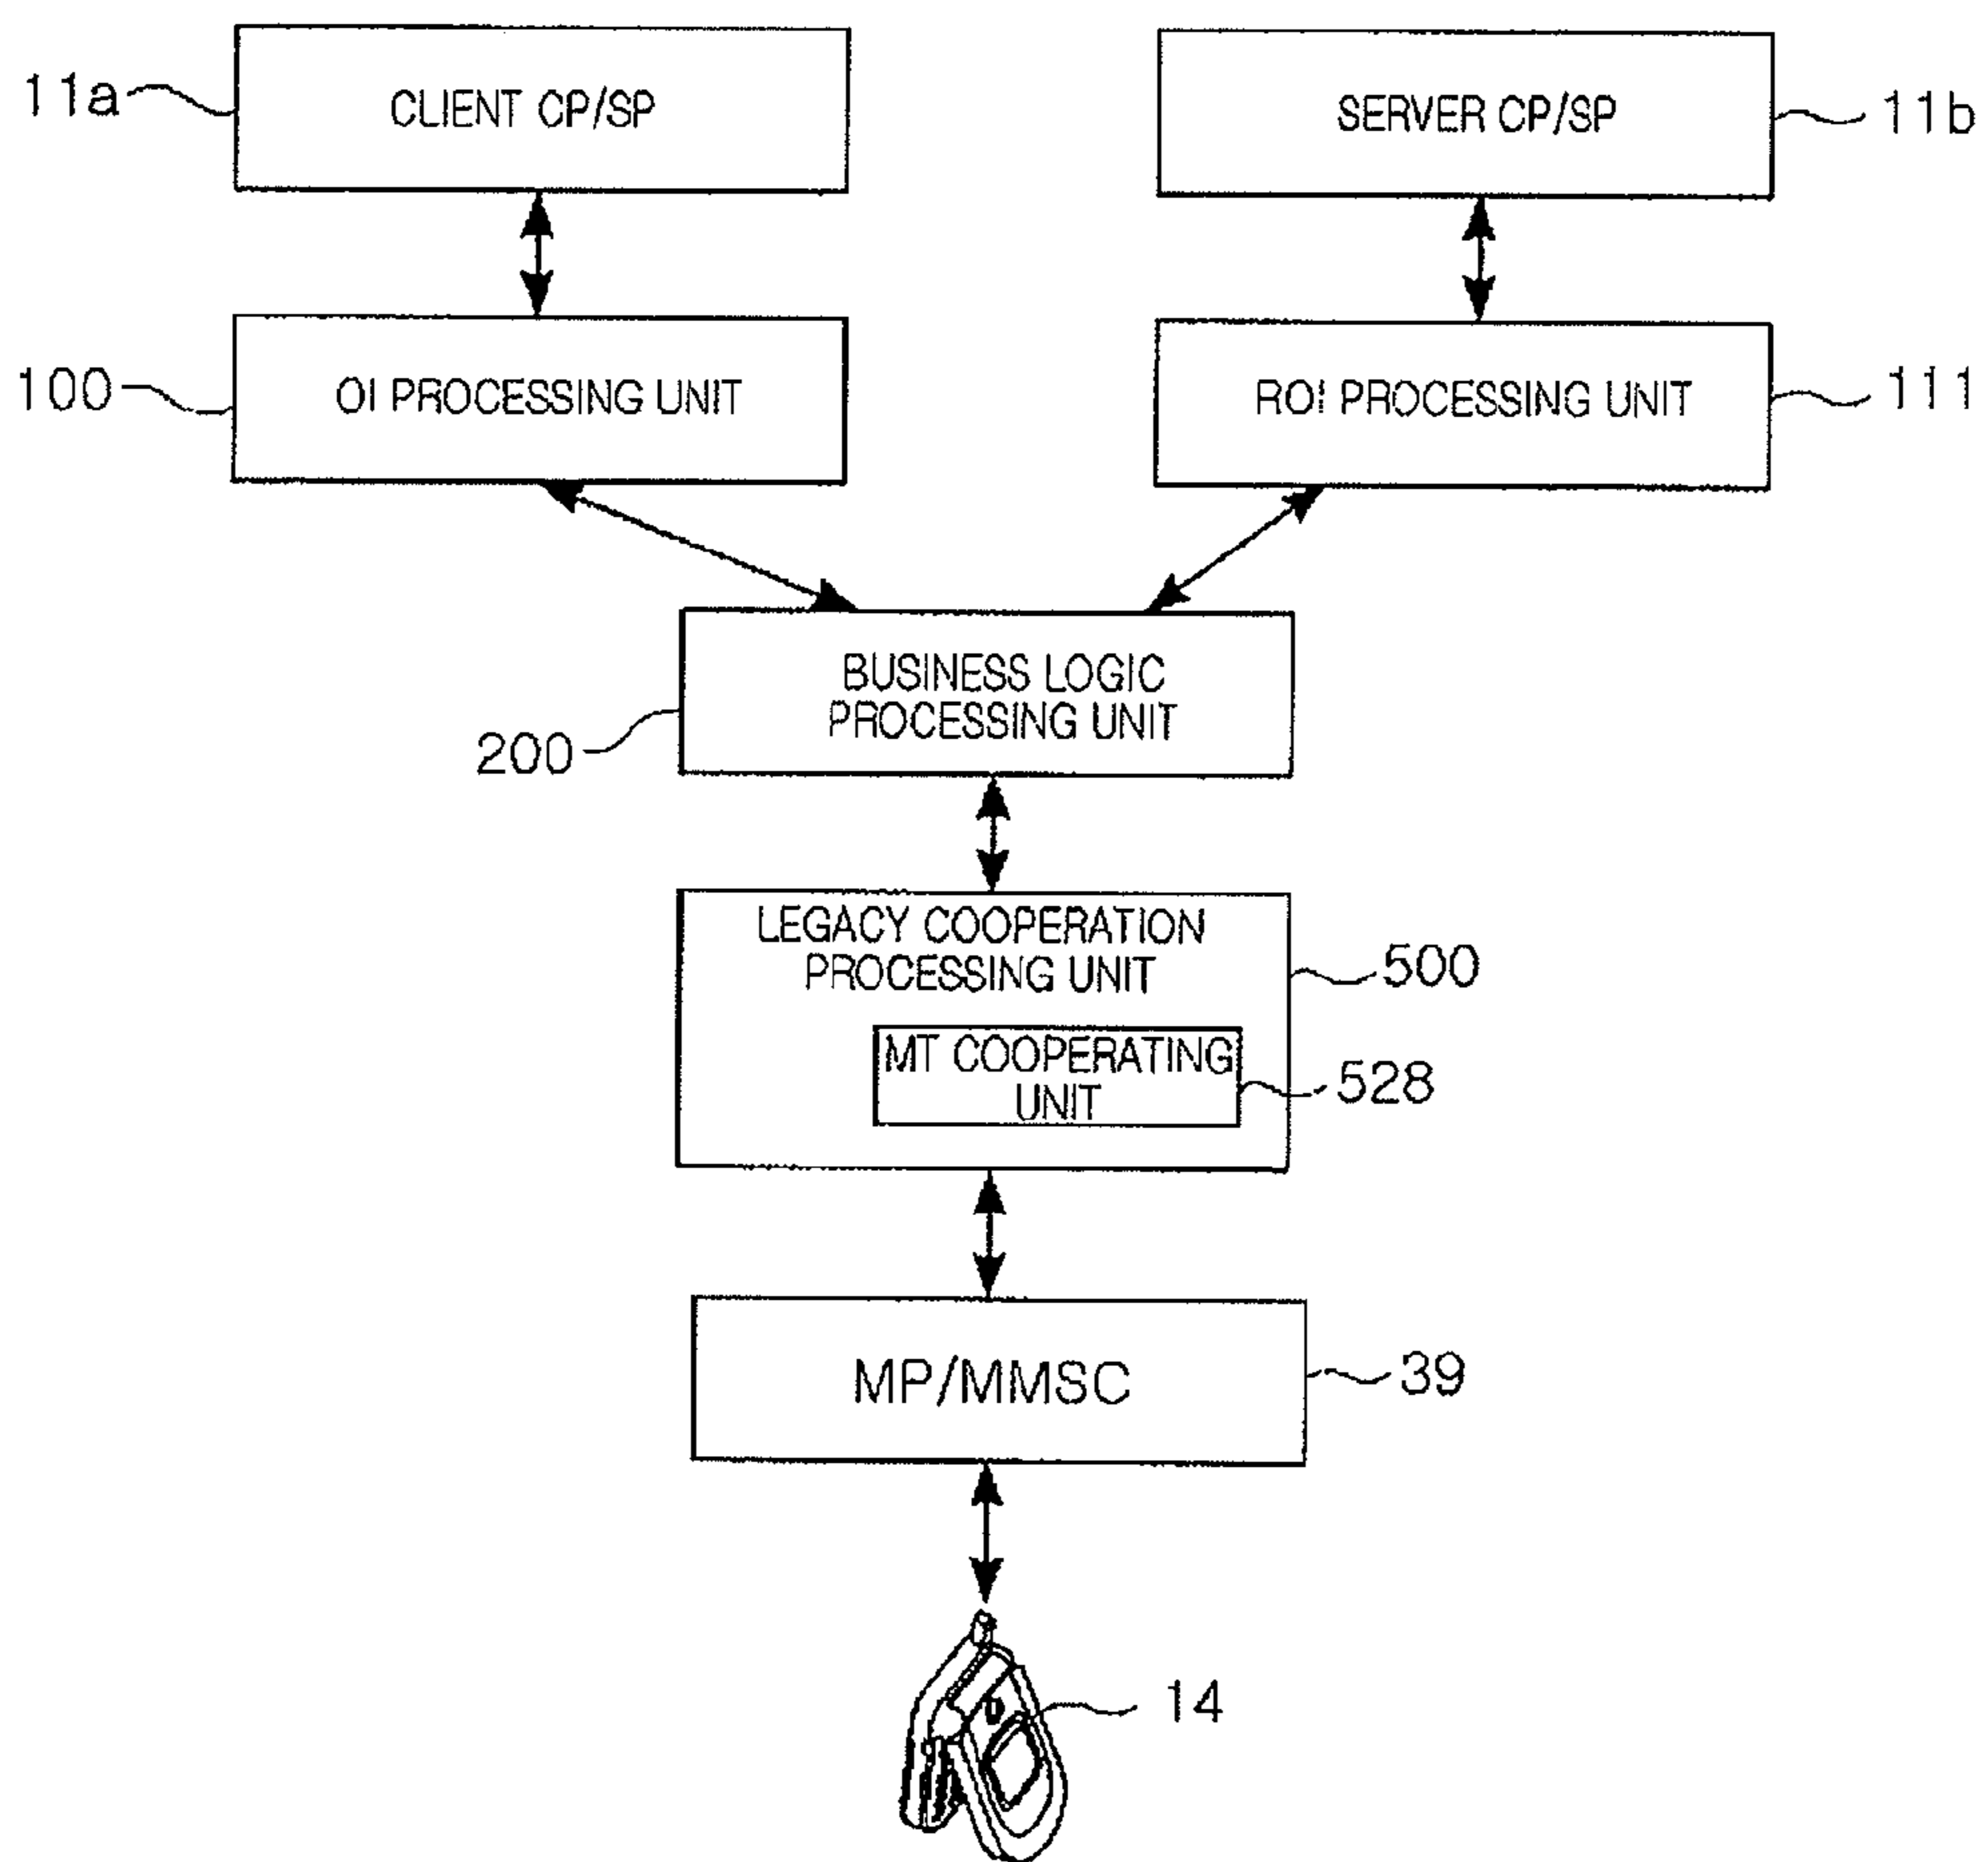 11a
CLIENT CP/SP
SERVER CP/SP
11b
100
OI PROCESSING UNIT
ROI PROCESSING UNIT
111
BUSINESS LOGIC
PROCESSING UNIT
200
LEGACY COOPERATION
PROCESSING UNIT
500
MT COOPERATING
UNIT
528
MP/MMSC
39
14